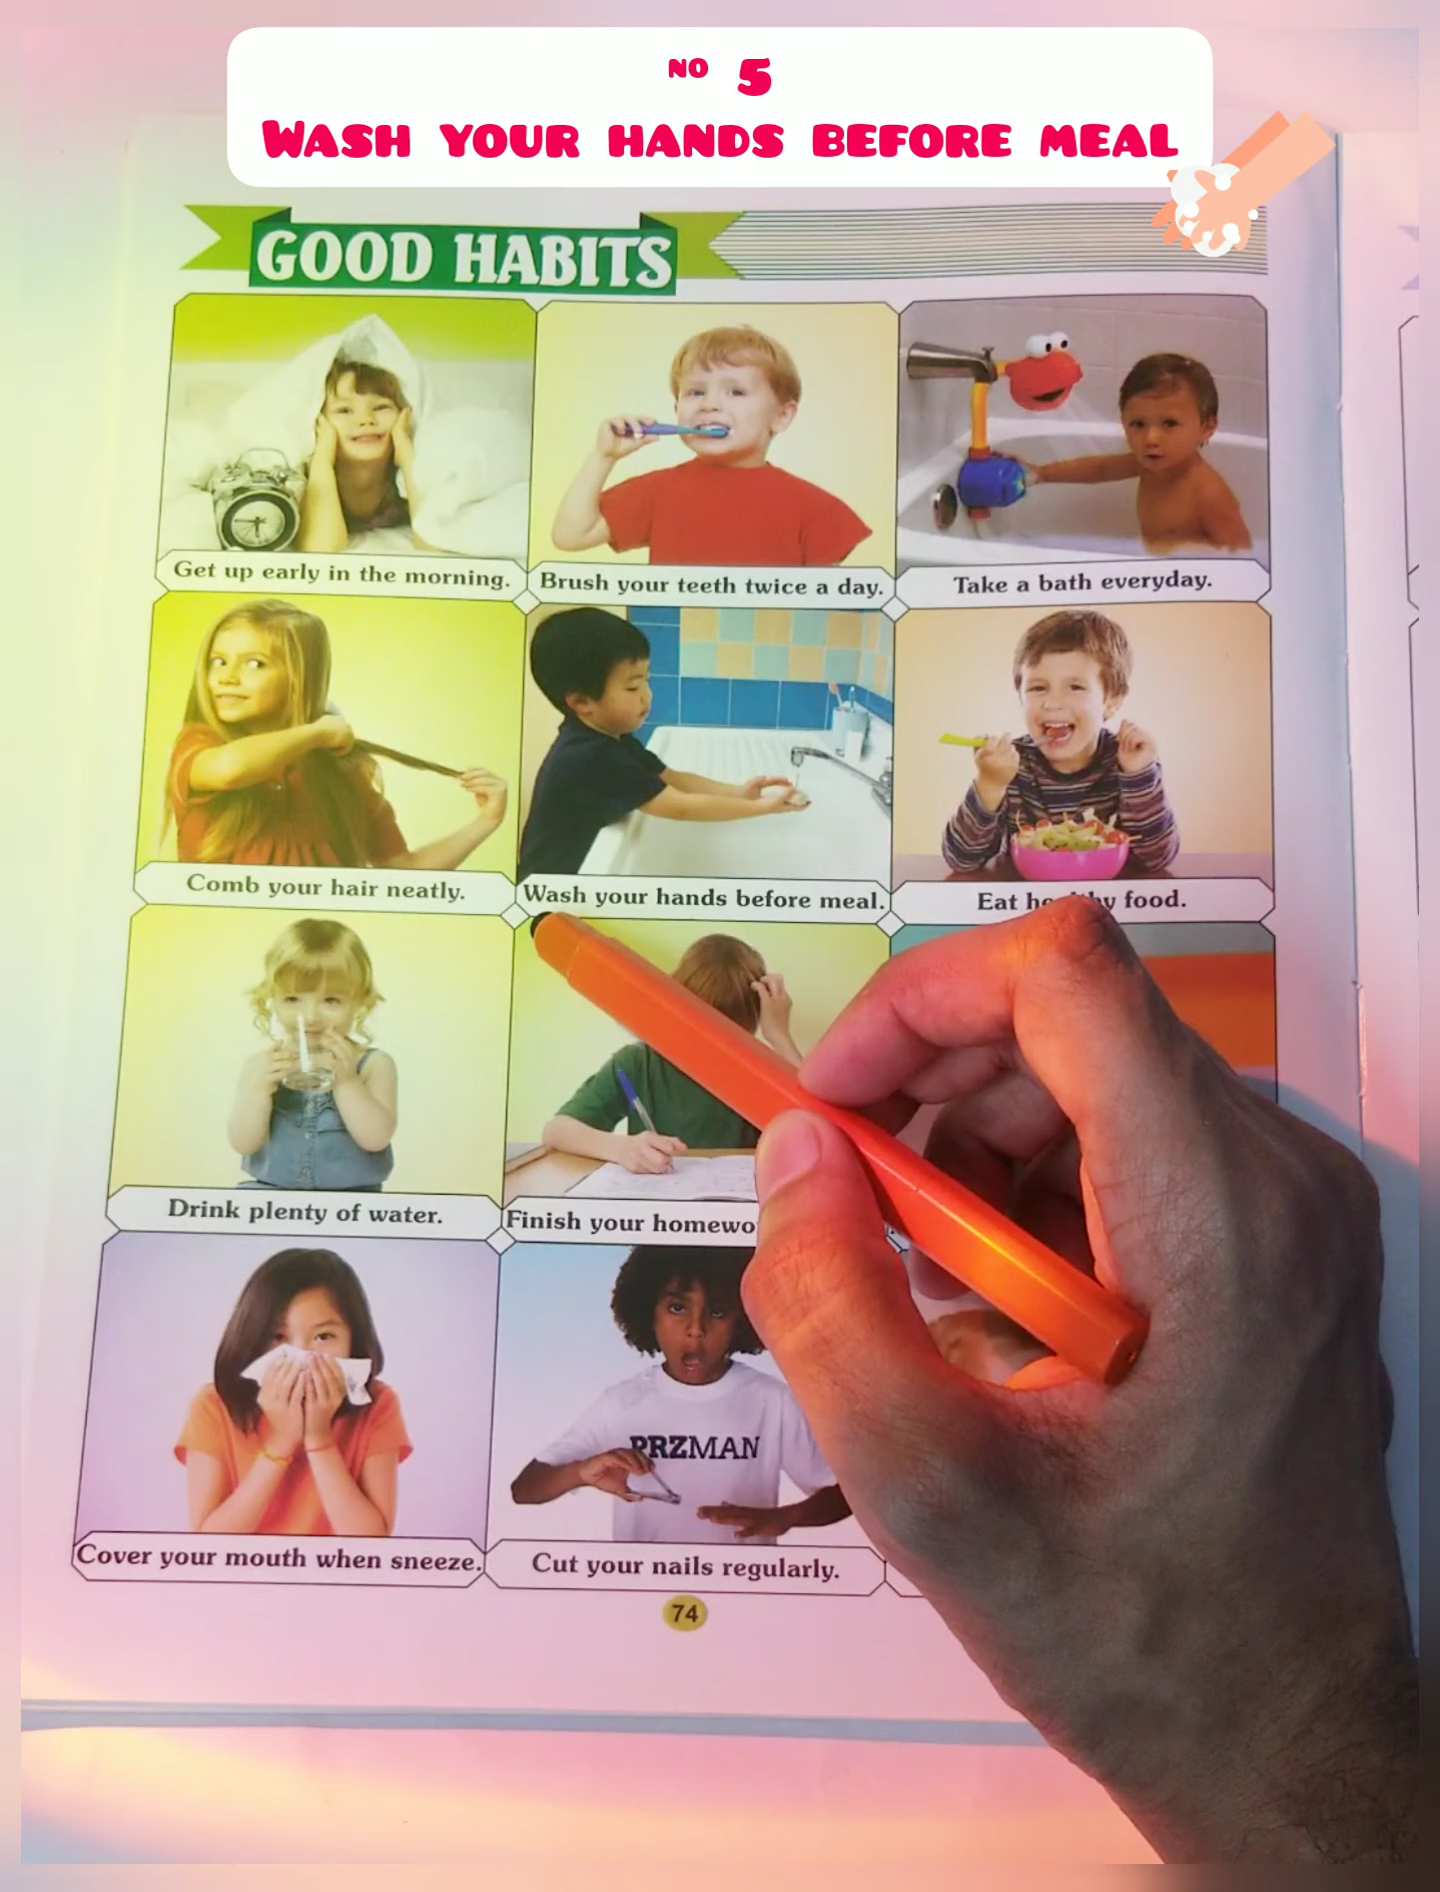 NO 5
WASH YOUR HANDS BEFORE MEAL
GOOD HABITS
Get up early in the morning.
Brush your teeth twice a day.
Take a bath everyday.
Comb your hair neatly.
Wash your hands before meal.
Eat food.
Drink plenty of water.
Finish your
PRZMAN
Cover your mouth when sneeze.
Cut your nails regularly.
74